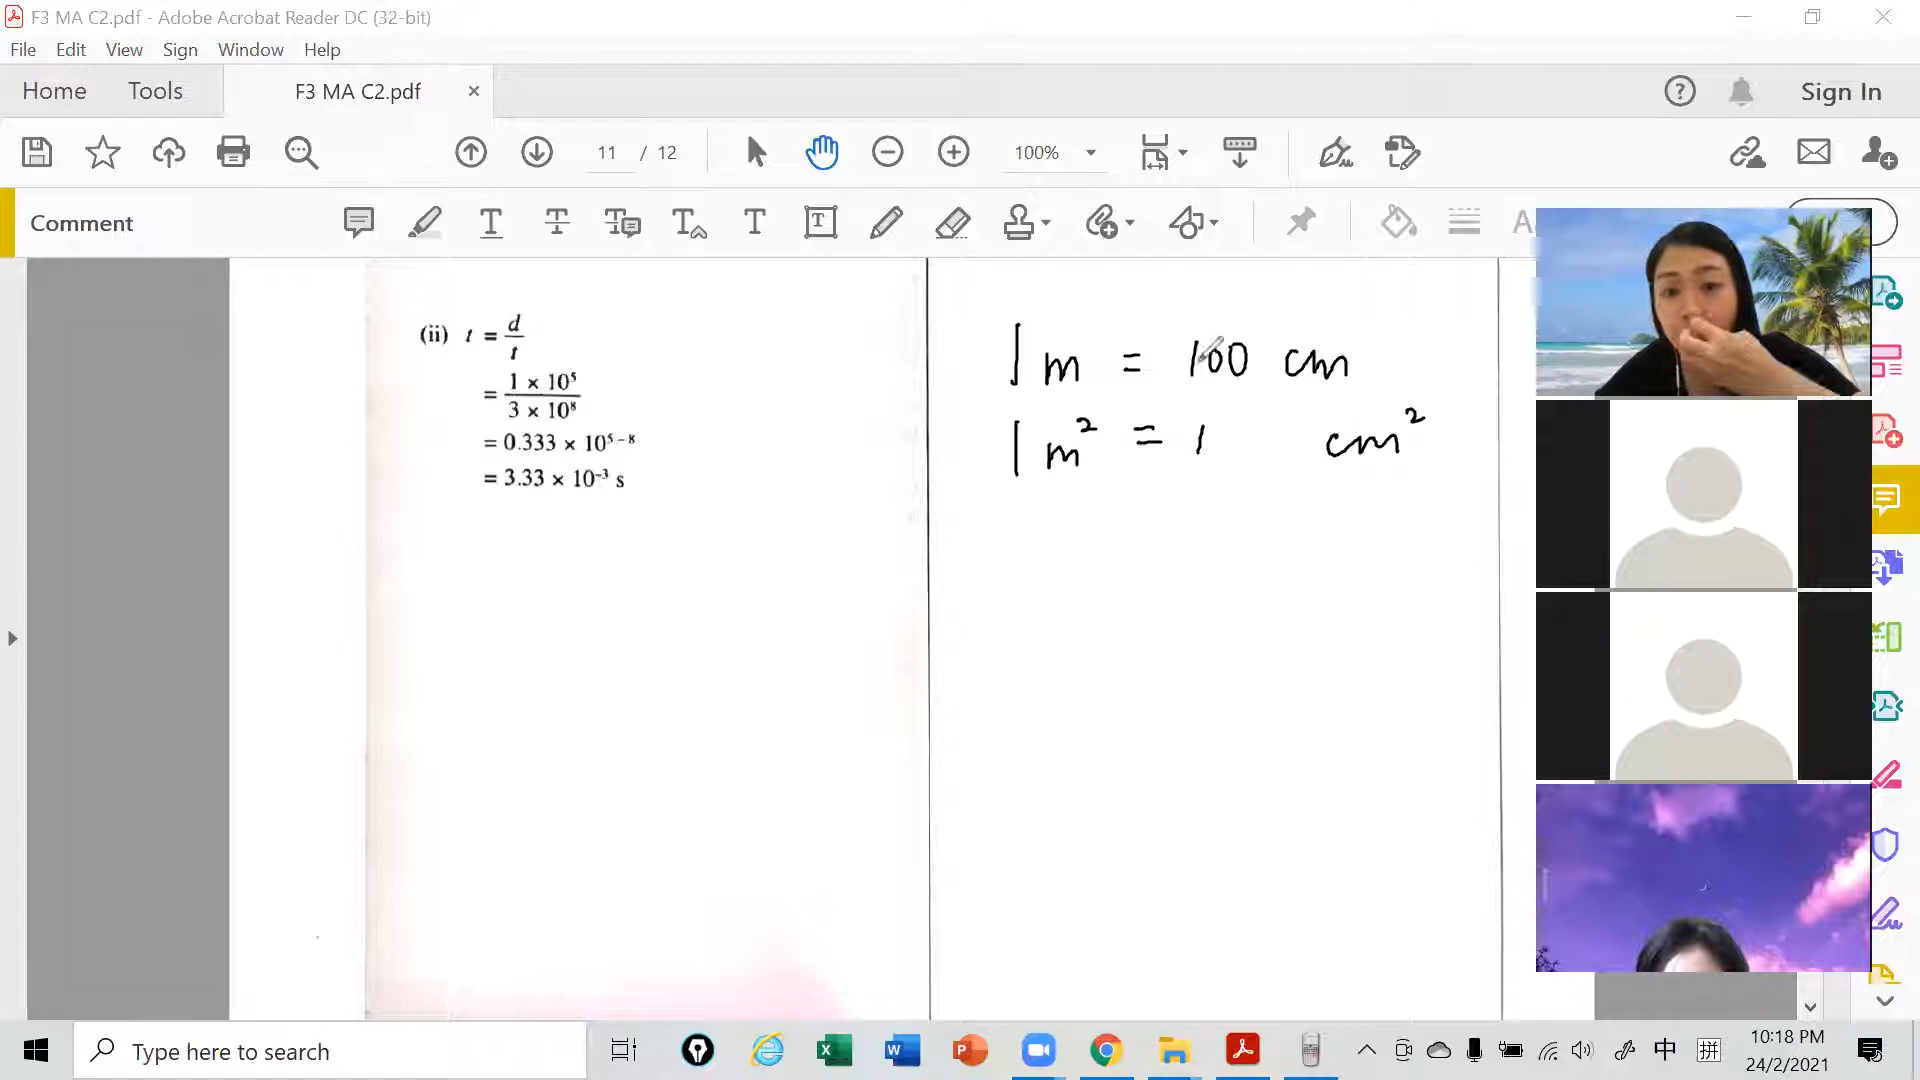 F3 MA C2.pdf - Adobe Acrobat Reader DC (32-bit)
File Edit View Sign Window Help
Home Tools F3 MA C2.pdf × Sign In
11 / 12 100%
Comment
(ii) t = d/t
= 1 × 10⁵ / 3 × 10⁸
= 0.333 × 10⁵⁻⁸
= 3.33 × 10⁻³ s
1 m = 100 cm
1 m² = 1 cm²
Type here to search
中 拼
10:18 PM
24/2/2021